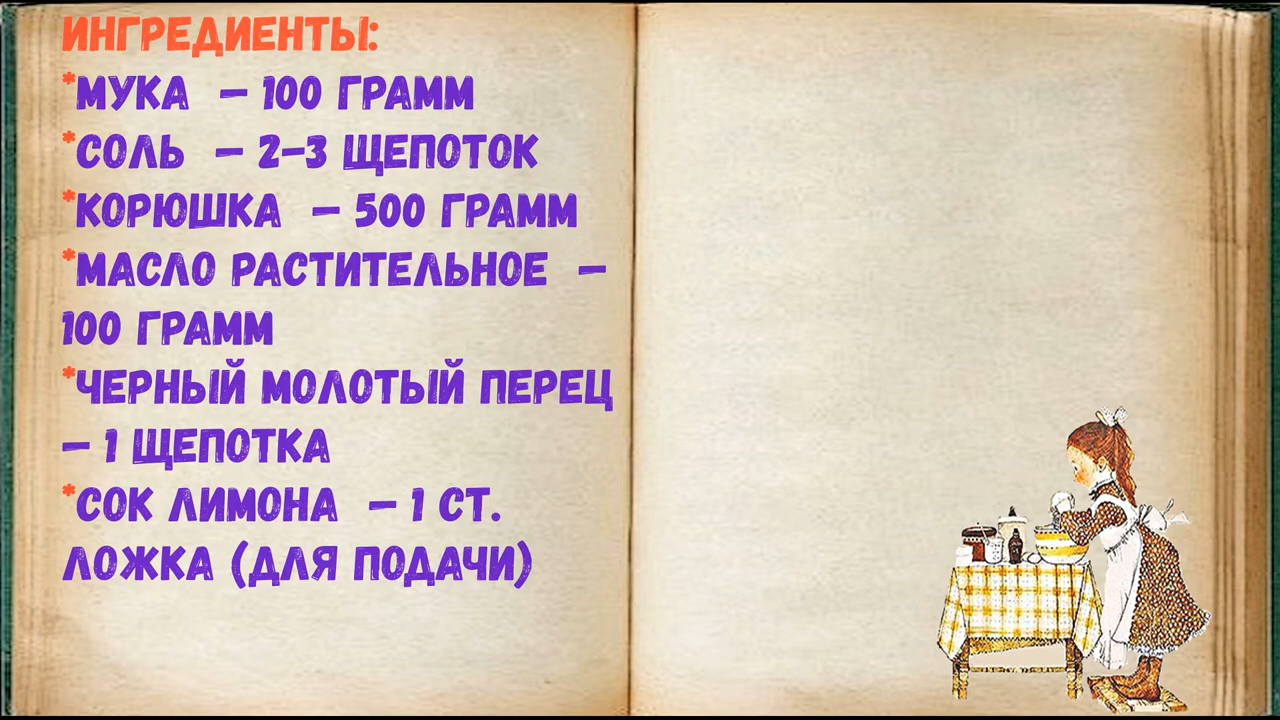 ИНГРЕДИЕНТЫ:
*МУКА – 100 ГРАММ
*СОЛЬ – 2-3 ЩЕПОТОК
*КОРЮШКА – 500 ГРАММ
*МАСЛО РАСТИТЕЛЬНОЕ –
100 ГРАММ
*ЧЕРНЫЙ МОЛОТЫЙ ПЕРЕЦ
– 1 ЩЕПОТКА
*СОК ЛИМОНА – 1 СТ.
ЛОЖКА (ДЛЯ ПОДАЧИ)